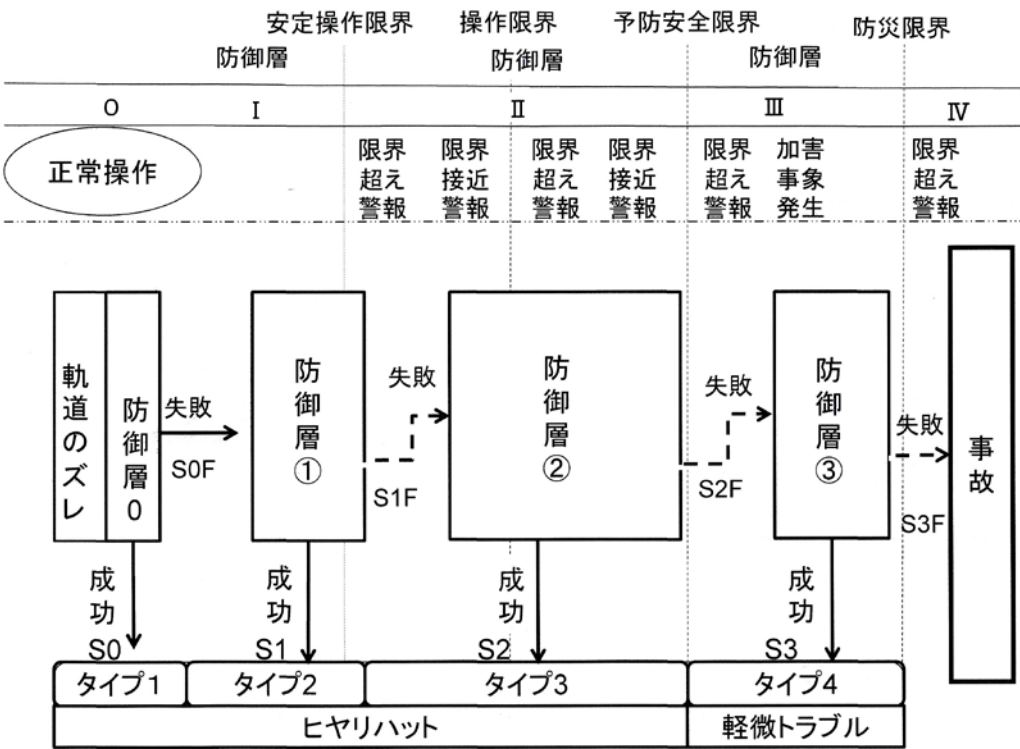 安定操作限界 操作限界 予防安全限界 防災限界
防御層 防御層 防御層
0 I II III IV
正常操作
限界超え警報
限界接近警報
限界超え警報
限界接近警報
限界超え警報
加害事象発生
限界超え警報
軌道のズレ
防御層0
失敗
S0F
防御層①
失敗
S1F
防御層②
失敗
S2F
防御層③
失敗
S3F
事故
成功
S0
成功
S1
成功
S2
成功
S3
タイプ1 タイプ2 タイプ3 タイプ4
ヒヤリハット 軽微トラブル